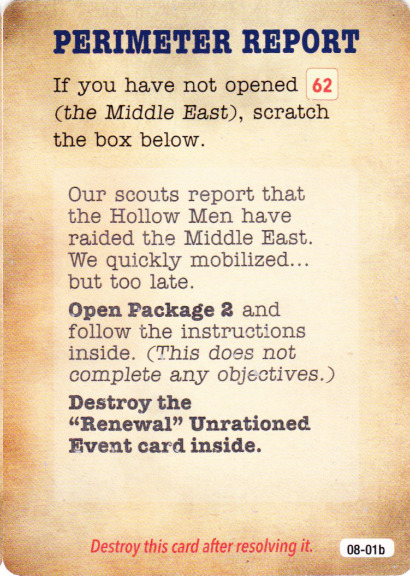 PERIMETER REPORT
If you have not opened 62
(the Middle East), scratch
the box below.
Our scouts report that
the Hollow Men have
raided the Middle East.
We quickly mobilized...
but too late.
Open Package 2 and
follow the instructions
inside. (This does not
complete any objectives.)
Destroy the
“Renewal” Unrationed
Event card inside.
Destroy this card after resolving it.
08-01b